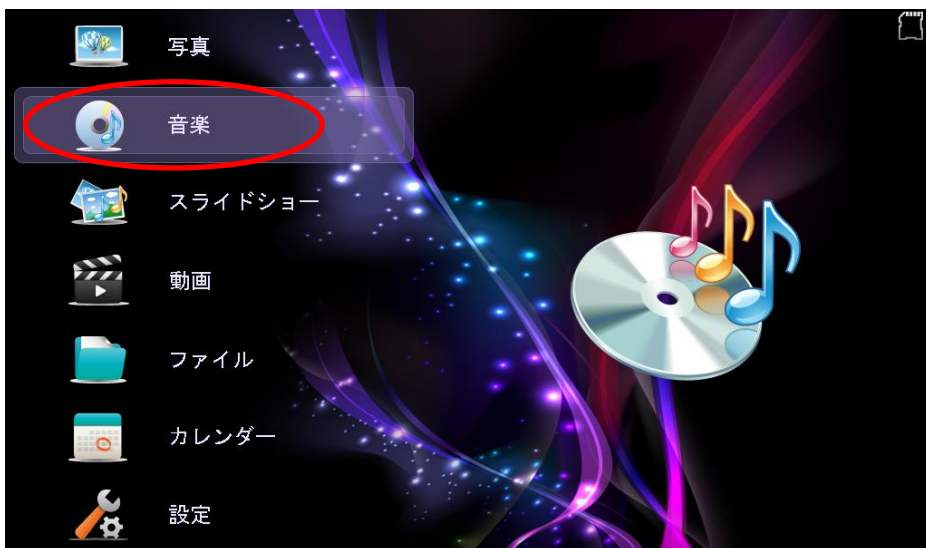 写真
音楽
スライドショー
動画
ファイル
カレンダー
設定